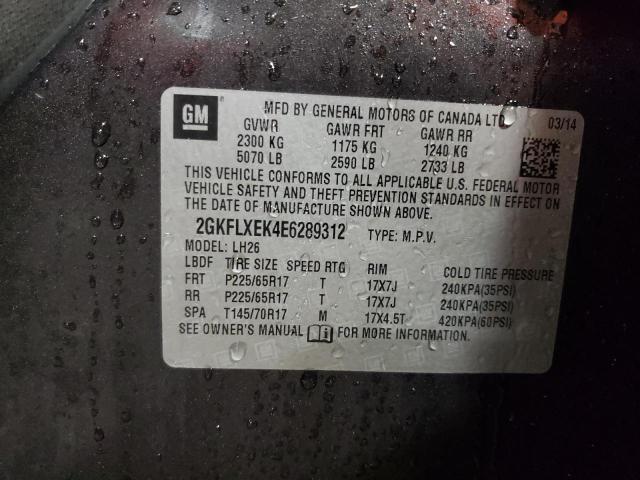 GM
MFD BY GENERAL MOTORS OF CANADA LTD
03/14
GVWR GAWR FRT GAWR RR
2300 KG 1175 KG 1240 KG
5070 LB 2590 LB 2733 LB
THIS VEHICLE CONFORMS TO ALL APPLICABLE U.S. FEDERAL MOTOR
VEHICLE SAFETY AND THEFT PREVENTION STANDARDS IN EFFECT ON
THE DATE OF MANUFACTURE SHOWN ABOVE.
2GKFLXEK4E6289312 TYPE: M.P.V.
MODEL: LH26
LBDF TIRE SIZE SPEED RTG RIM COLD TIRE PRESSURE
FRT P225/65R17 T 17X7J 240KPA(35PSI)
RR P225/65R17 T 17X7J 240KPA(35PSI)
SPA T145/70R17 M 17X4.5T 420KPA(60PSI)
SEE OWNER'S MANUAL FOR MORE INFORMATION.